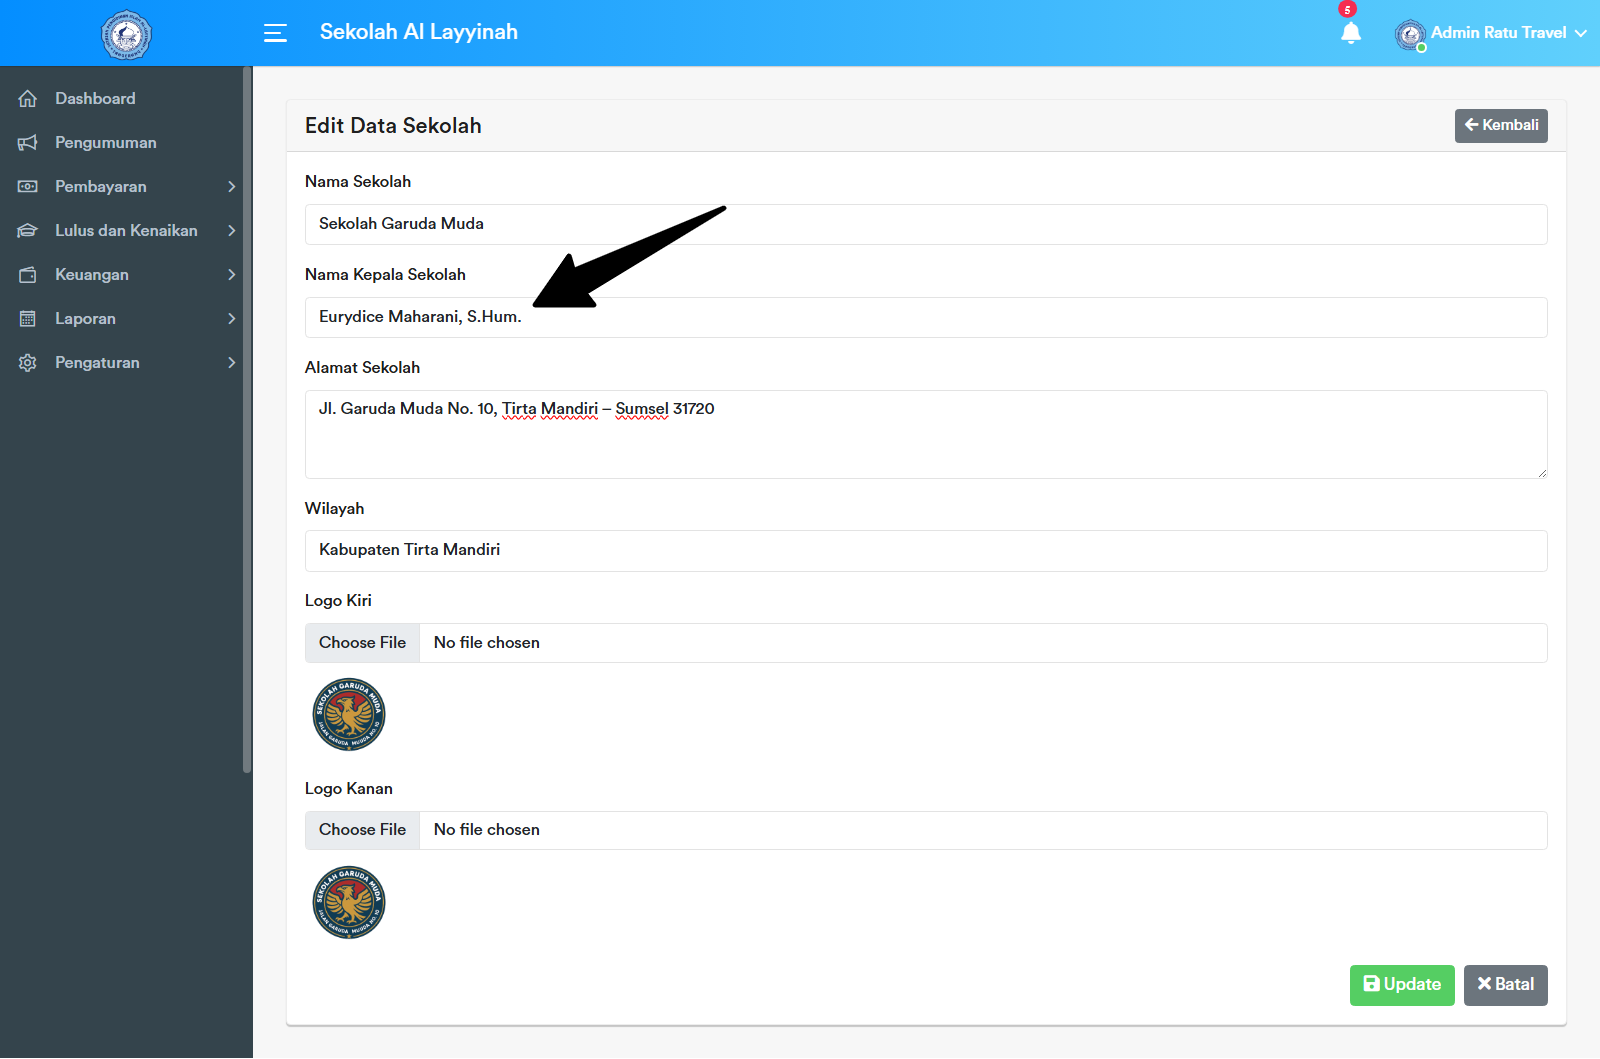 Sekolah Al Layyinah
5
Admin Ratu Travel
Dashboard
Pengumuman
Pembayaran
Lulus dan Kenaikan
Keuangan
Laporan
Pengaturan
Edit Data Sekolah
Kembali
Nama Sekolah
Sekolah Garuda Muda
Nama Kepala Sekolah
Eurydice Maharani, S.Hum.
Alamat Sekolah
Jl. Garuda Muda No. 10, Tirta Mandiri – Sumsel 31720
Wilayah
Kabupaten Tirta Mandiri
Logo Kiri
Choose File No file chosen
SEKOLAH GARUDA MUDA
JALAN GARUDA MUDA NO. 10
Logo Kanan
Choose File No file chosen
SEKOLAH GARUDA MUDA
JALAN GARUDA MUDA NO. 10
Update
Batal